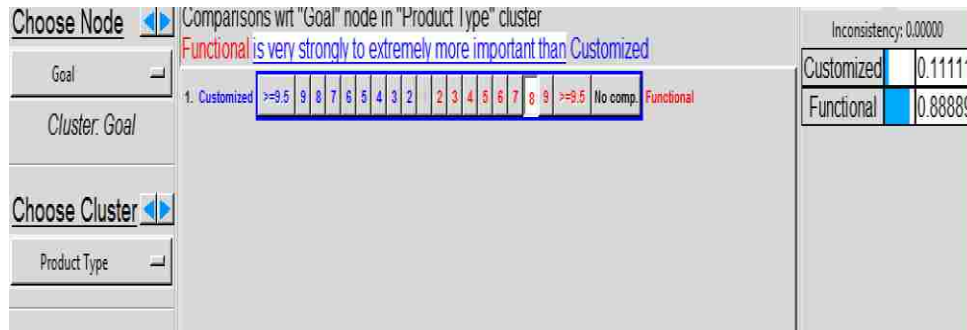 Choose Node
Goal
Cluster: Goal
Choose Cluster
Product Type
Comparisons wrt "Goal" node in "Product Type" cluster
Functional is very strongly to extremely more important than Customized
1. Customized >=9.5 9 8 7 6 5 4 3 2 2 3 4 5 6 7 8 9 >=9.5 No comp. Functional
Inconsistency: 0.00000
Customized 0.11111
Functional 0.88889